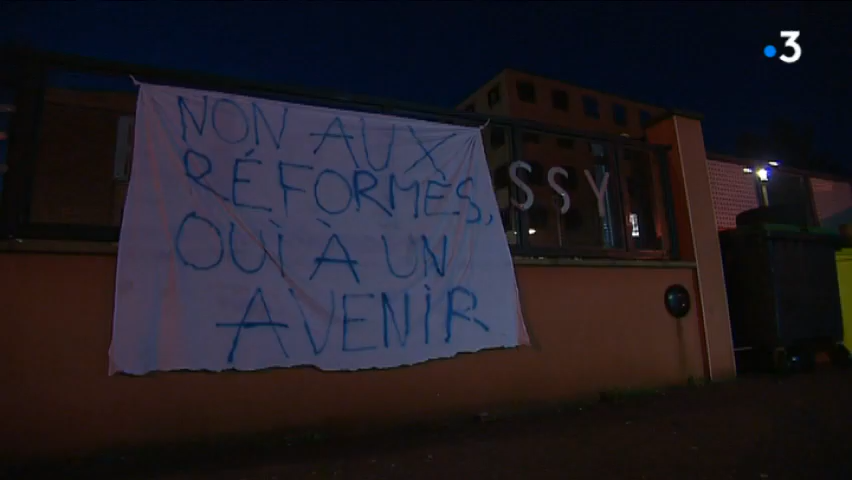 3
NON AUX
RÉFORMES,
OUI À UN
AVENIR
SSY